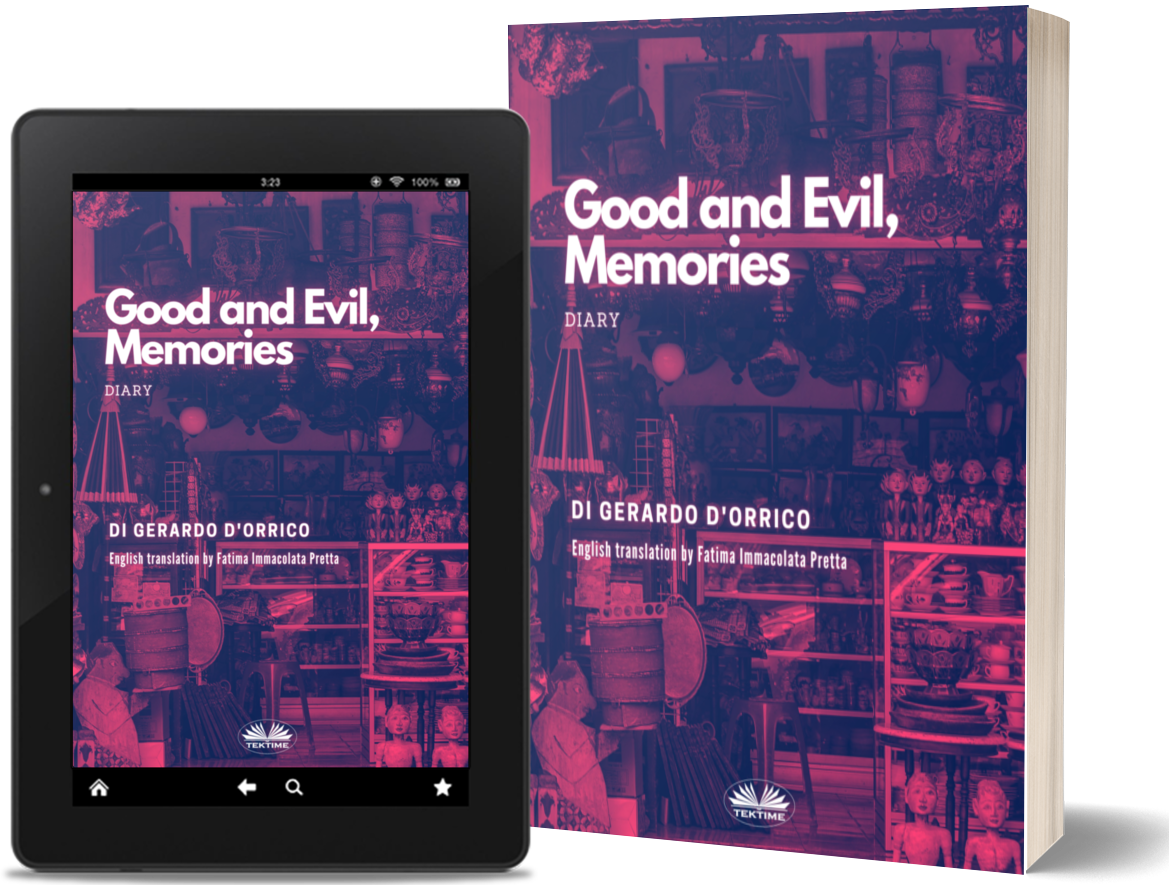 3:23 100%
Good and Evil,
Memories
DIARY
DI GERARDO D'ORRICO
English translation by Fatima Immacolata Pretta
TEKTIME
Good and Evil,
Memories
DIARY
DI GERARDO D'ORRICO
English translation by Fatima Immacolata Pretta
TEKTIME